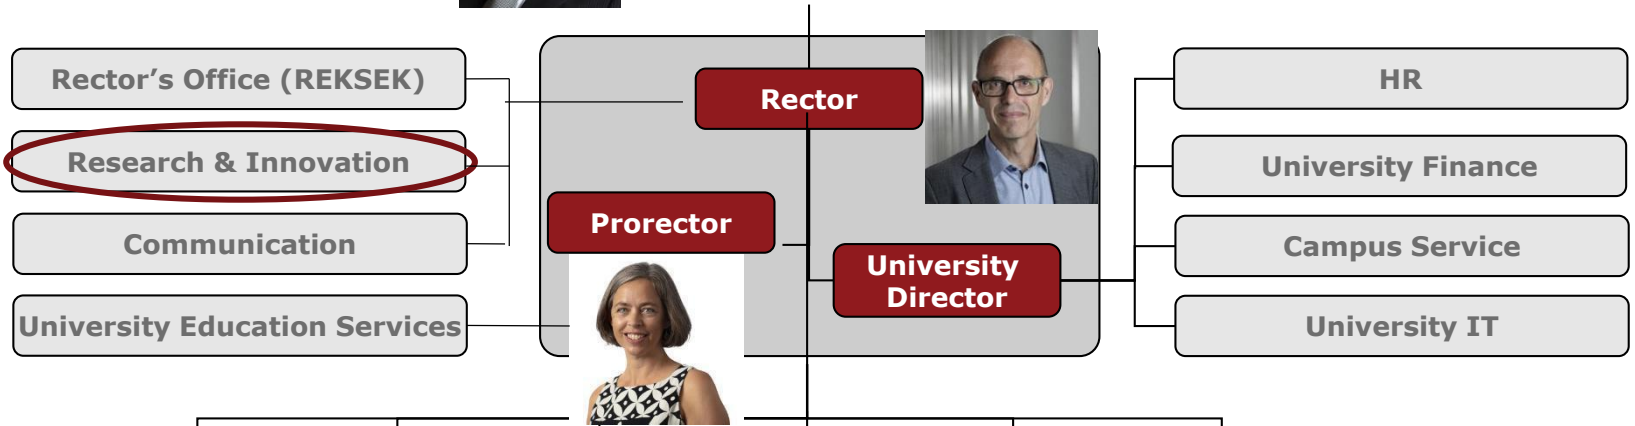 Rector’s Office (REKSEK)
Research & Innovation
Communication
University Education Services
Rector
Prorector
University
Director
HR
University Finance
Campus Service
University IT